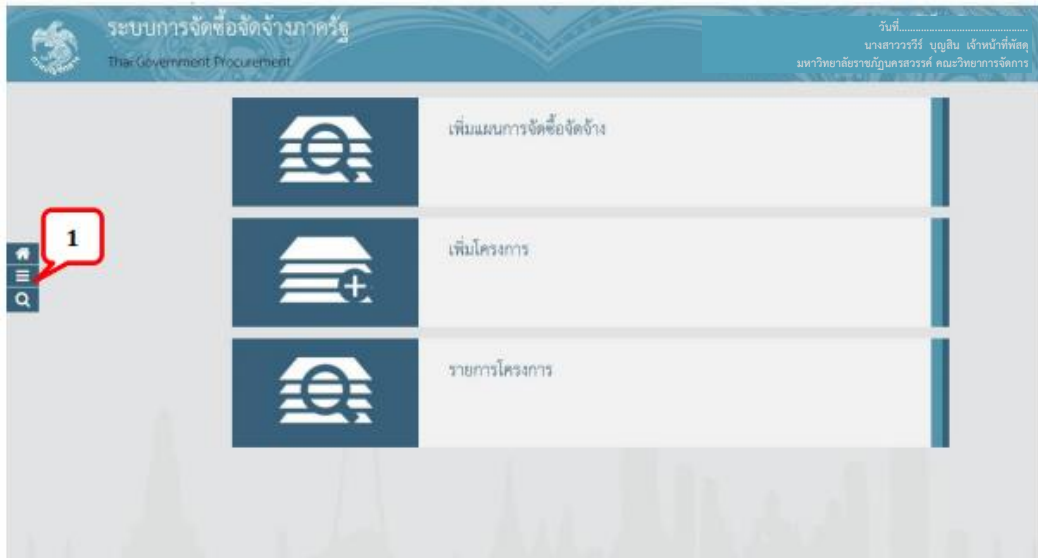 ระบบการจัดซื้อจัดจ้างภาครัฐ
Thai Government Procurement
วันที่................................................
นางสาววรวีร์ บุญสิน เจ้าหน้าที่พัสดุ
มหาวิทยาลัยราชภัฏนครสวรรค์ คณะวิทยาการจัดการ
เพิ่มแผนการจัดซื้อจัดจ้าง
1
เพิ่มโครงการ
รายการโครงการ